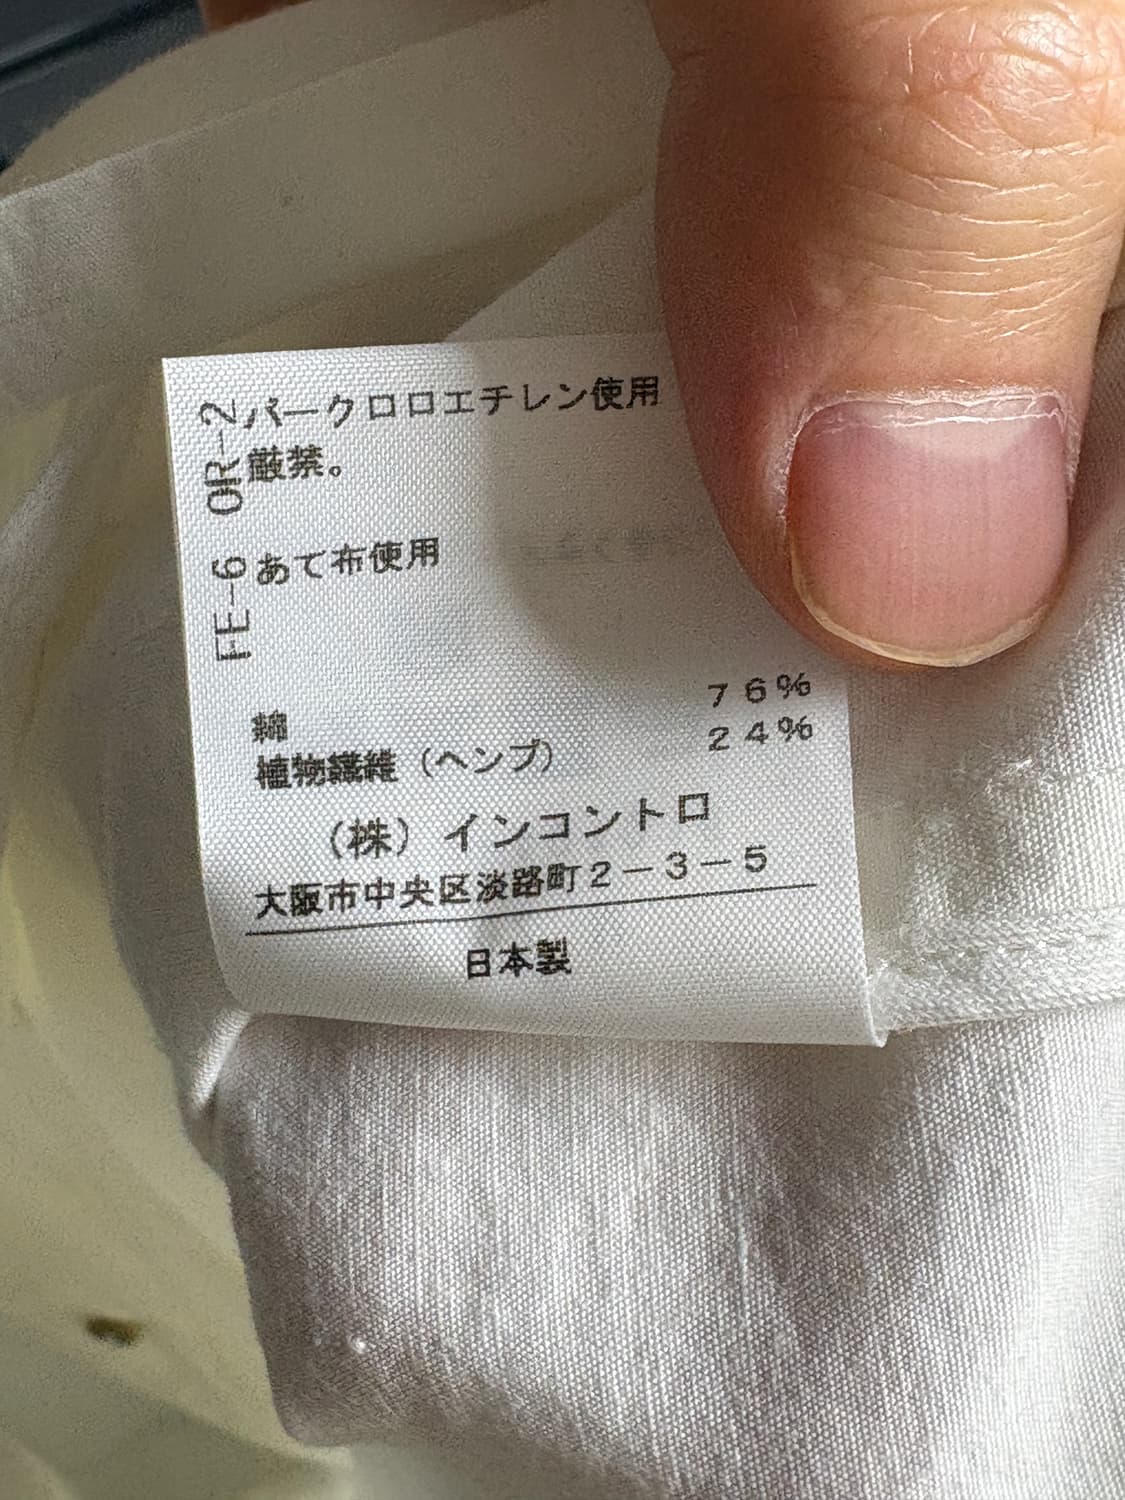 パークロロエチレン使用
厳禁。
あて布使用
FE-6 OR-2
綿 76%
植物繊維(ヘンプ) 24%
(株)インコントロ
大阪市中央区淡路町2-3-5
日本製